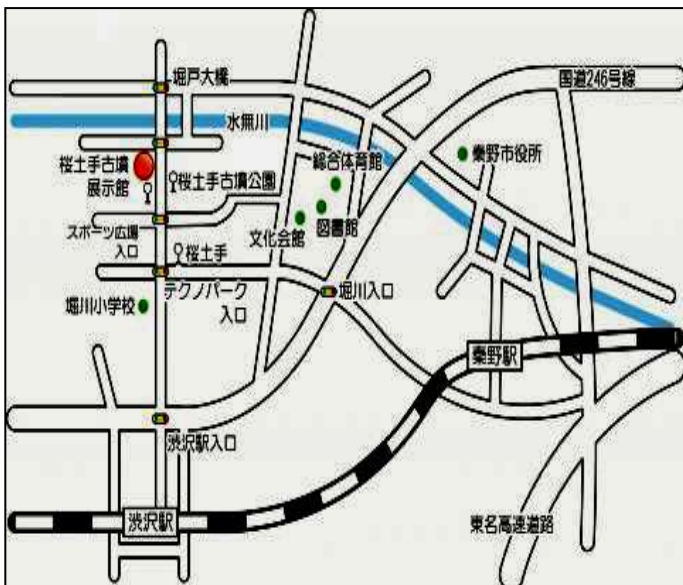 堀戸大橋
国道246号線
水無川
桜土手古墳
展示館
桜土手古墳公園
総合体育館
秦野市役所
図書館
文化会館
スポーツ広場
入口
桜土手
テクノパーク
入口
堀川入口
堀川小学校
秦野駅
渋沢駅入口
渋沢駅
東名高速道路